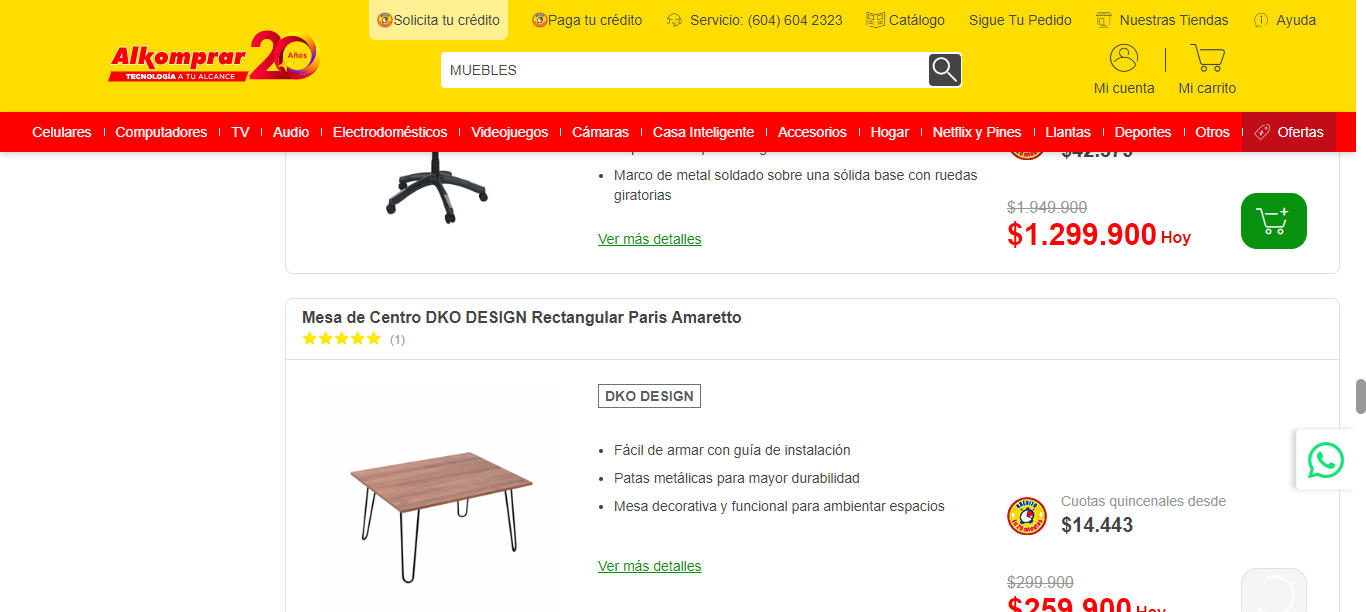 Solicita tu crédito
Paga tu crédito
Servicio: (604) 604 2323
Catálogo
Sigue Tu Pedido
Nuestras Tiendas
Ayuda
Alkomprar 20 Años
TECNOLOGÍA A TU ALCANCE
MUEBLES
Mi cuenta
Mi carrito
Celulares
Computadores
TV
Audio
Electrodomésticos
Videojuegos
Cámaras
Casa Inteligente
Accesorios
Hogar
Netflix y Pines
Llantas
Deportes
Otros
Ofertas
• Marco de metal soldado sobre una sólida base con ruedas
giratorias
Ver más detalles
$1.949.900
$1.299.900 Hoy
Mesa de Centro DKO DESIGN Rectangular Paris Amaretto
(1)
DKO DESIGN
• Fácil de armar con guía de instalación
• Patas metálicas para mayor durabilidad
• Mesa decorativa y funcional para ambientar espacios
Ver más detalles
Cuotas quincenales desde
$14.443
$299.900
$259.900 Hoy